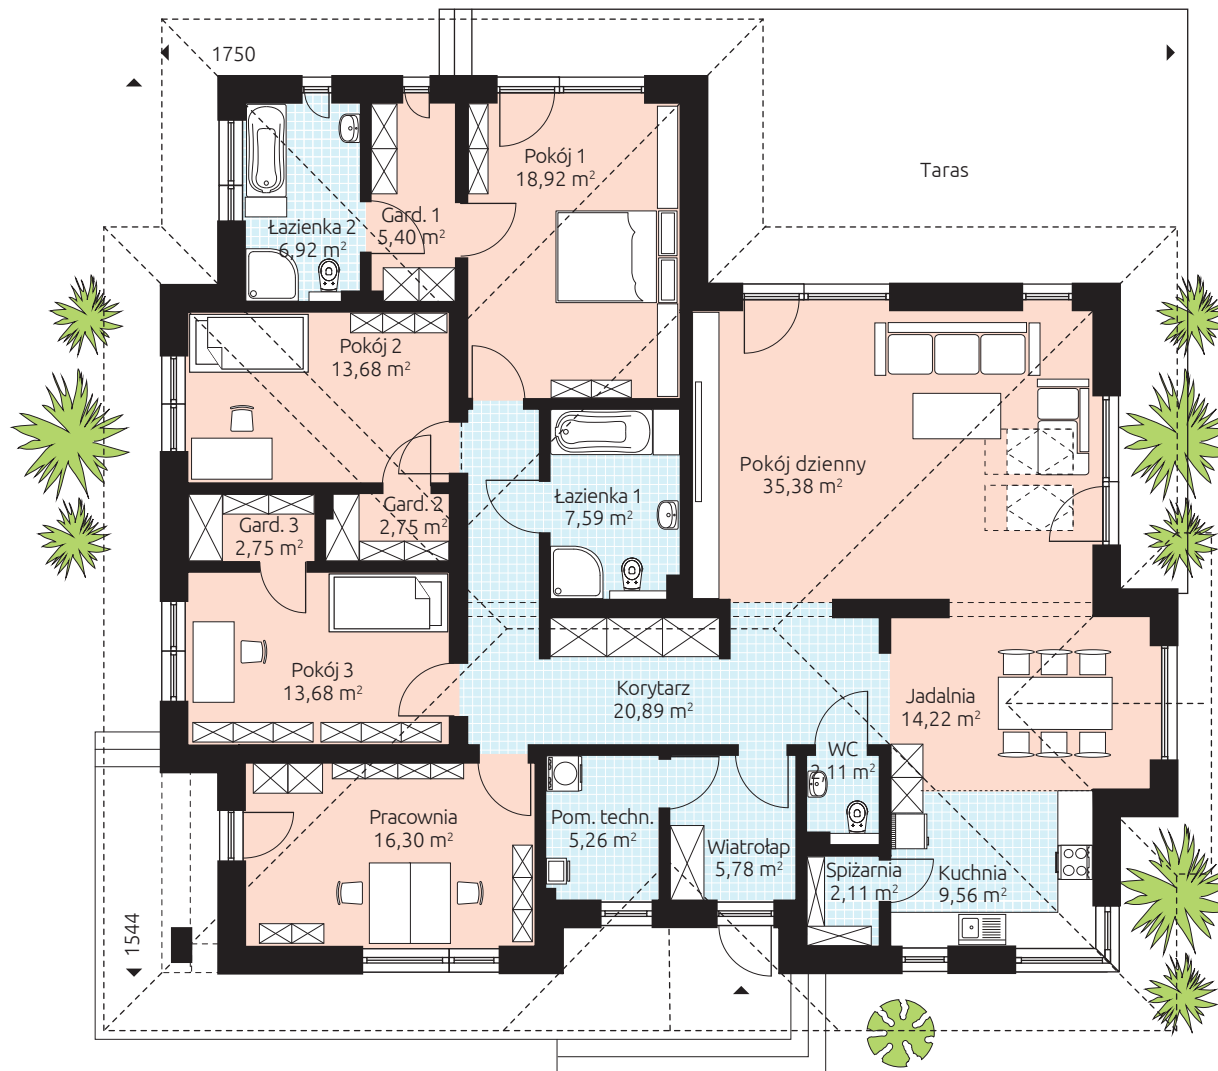 1750
Taras
Pokój 1
18,92 m²
Gard. 1
5,40 m²
Łazienka 2
6,92 m²
Pokój 2
13,68 m²
Pokój dzienny
35,38 m²
Łazienka 1
7,59 m²
Gard. 2
2,75 m²
Gard. 3
2,75 m²
Pokój 3
13,68 m²
Korytarz
20,89 m²
Jadalnia
14,22 m²
WC
2,11 m²
Pracownia
16,30 m²
Pom. techn.
5,26 m²
Wiatrołap
5,78 m²
Spiżarnia
2,11 m²
Kuchnia
9,56 m²
1544